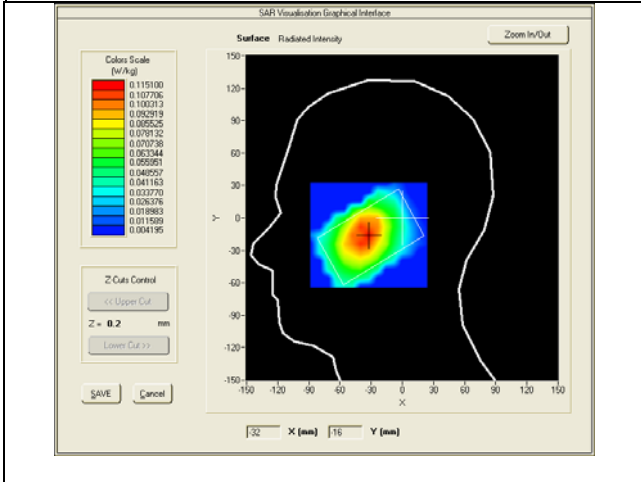 SAR Visualisation Graphical Interface
Surface Radiated Intensity
Zoom In/Out
Colors Scale
(W/kg)
0.115100
0.107706
0.100313
0.092919
0.085525
0.078132
0.070738
0.063344
0.055951
0.048557
0.041163
0.033770
0.026376
0.018983
0.011589
0.004195
Z-Cuts Control
<< Upper Cut
Z = 0.2 mm
Lower Cut >>
SAVE Cancel
150-
120-
90-
60-
30-
0-
-30-
-60-
-90-
-120-
-150-
Y
-150 -120 -90 -60 -30 0 30 60 90 120 150
X
-32 X (mm) -16 Y (mm)